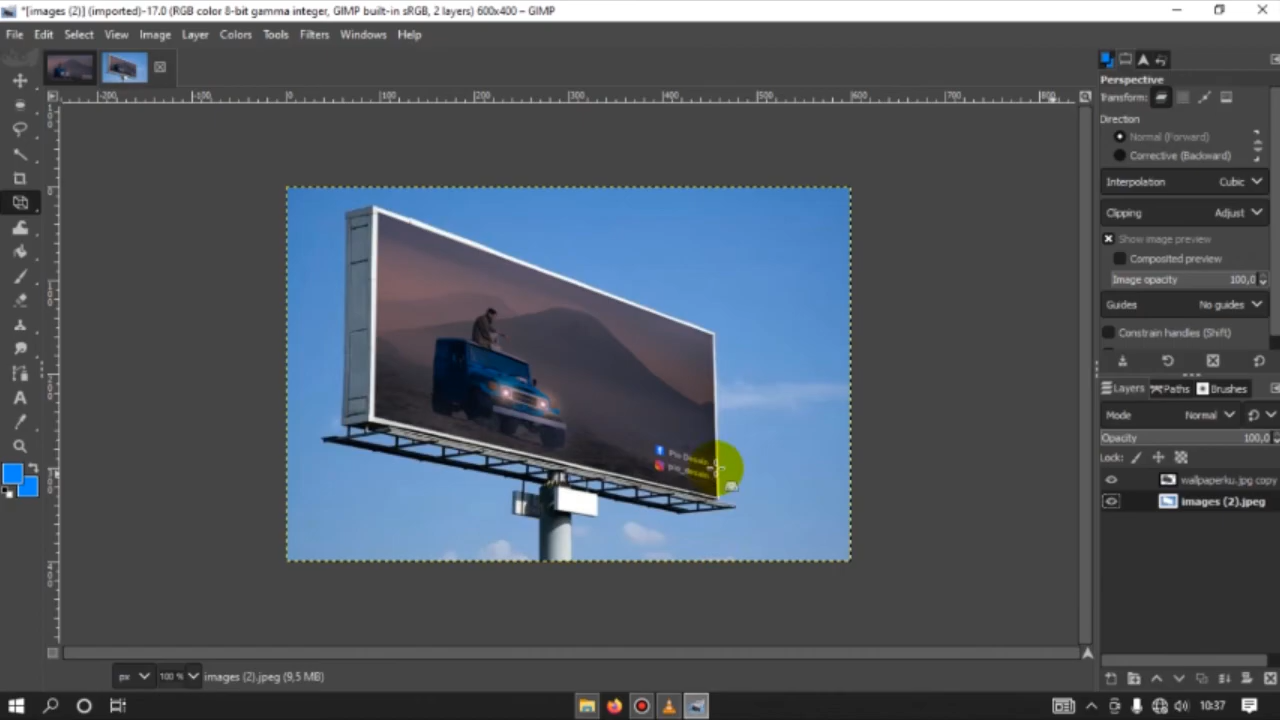 *[images (2)] (imported)-17.0 (RGB color 8-bit gamma integer, GIMP built-in sRGB, 2 layers) 600x400 – GIMP
File Edit Select View Image Layer Colors Tools Filters Windows Help
Perspective
Transform:
Direction
Normal (Forward)
Corrective (Backward)
Interpolation Cubic
Clipping Adjust
Show image preview
Composited preview
Image opacity 100,0
Guides No guides
Constrain handles (Shift)
Layers Paths Brushes
Mode Normal
Opacity 100,0
Lock:
wallpaperku.jpg copy
images (2).jpeg
px 100 % images (2).jpeg (9,5 MB)
10:37